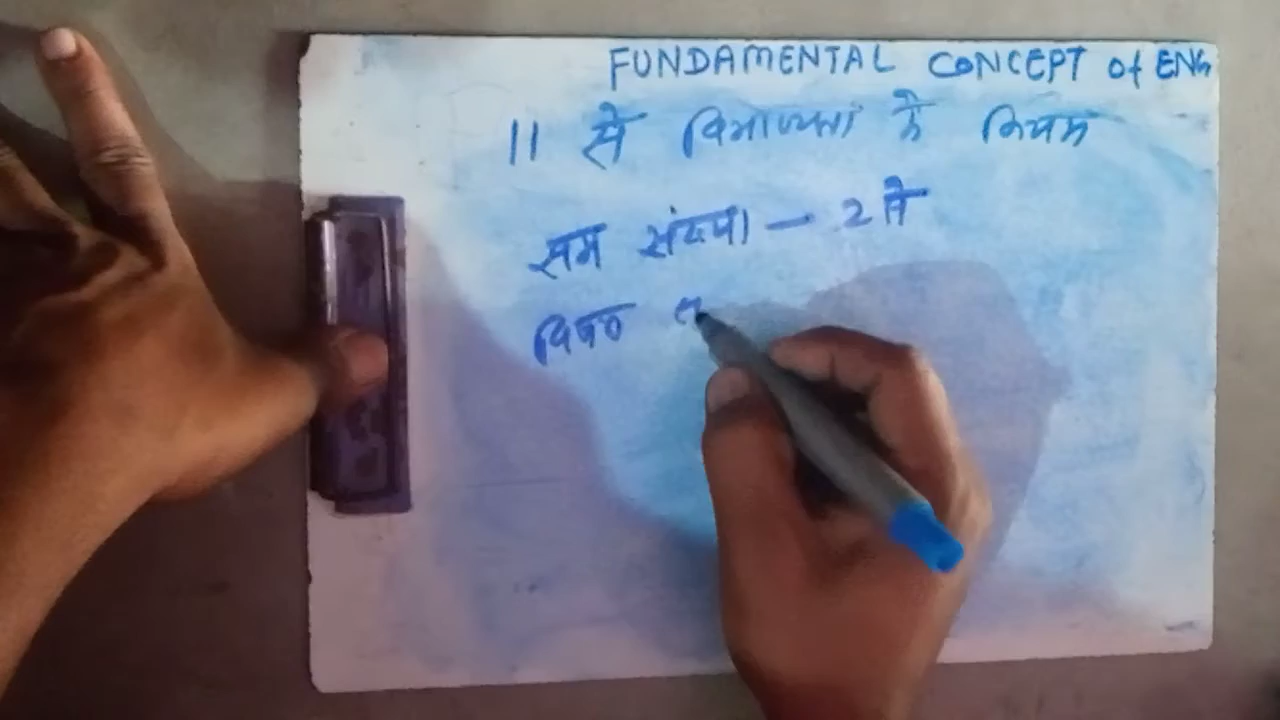 FUNDAMENTAL CONCEPT of ENG
11 से विभाज्यता के नियम
सम संख्या — 2 से
विषम